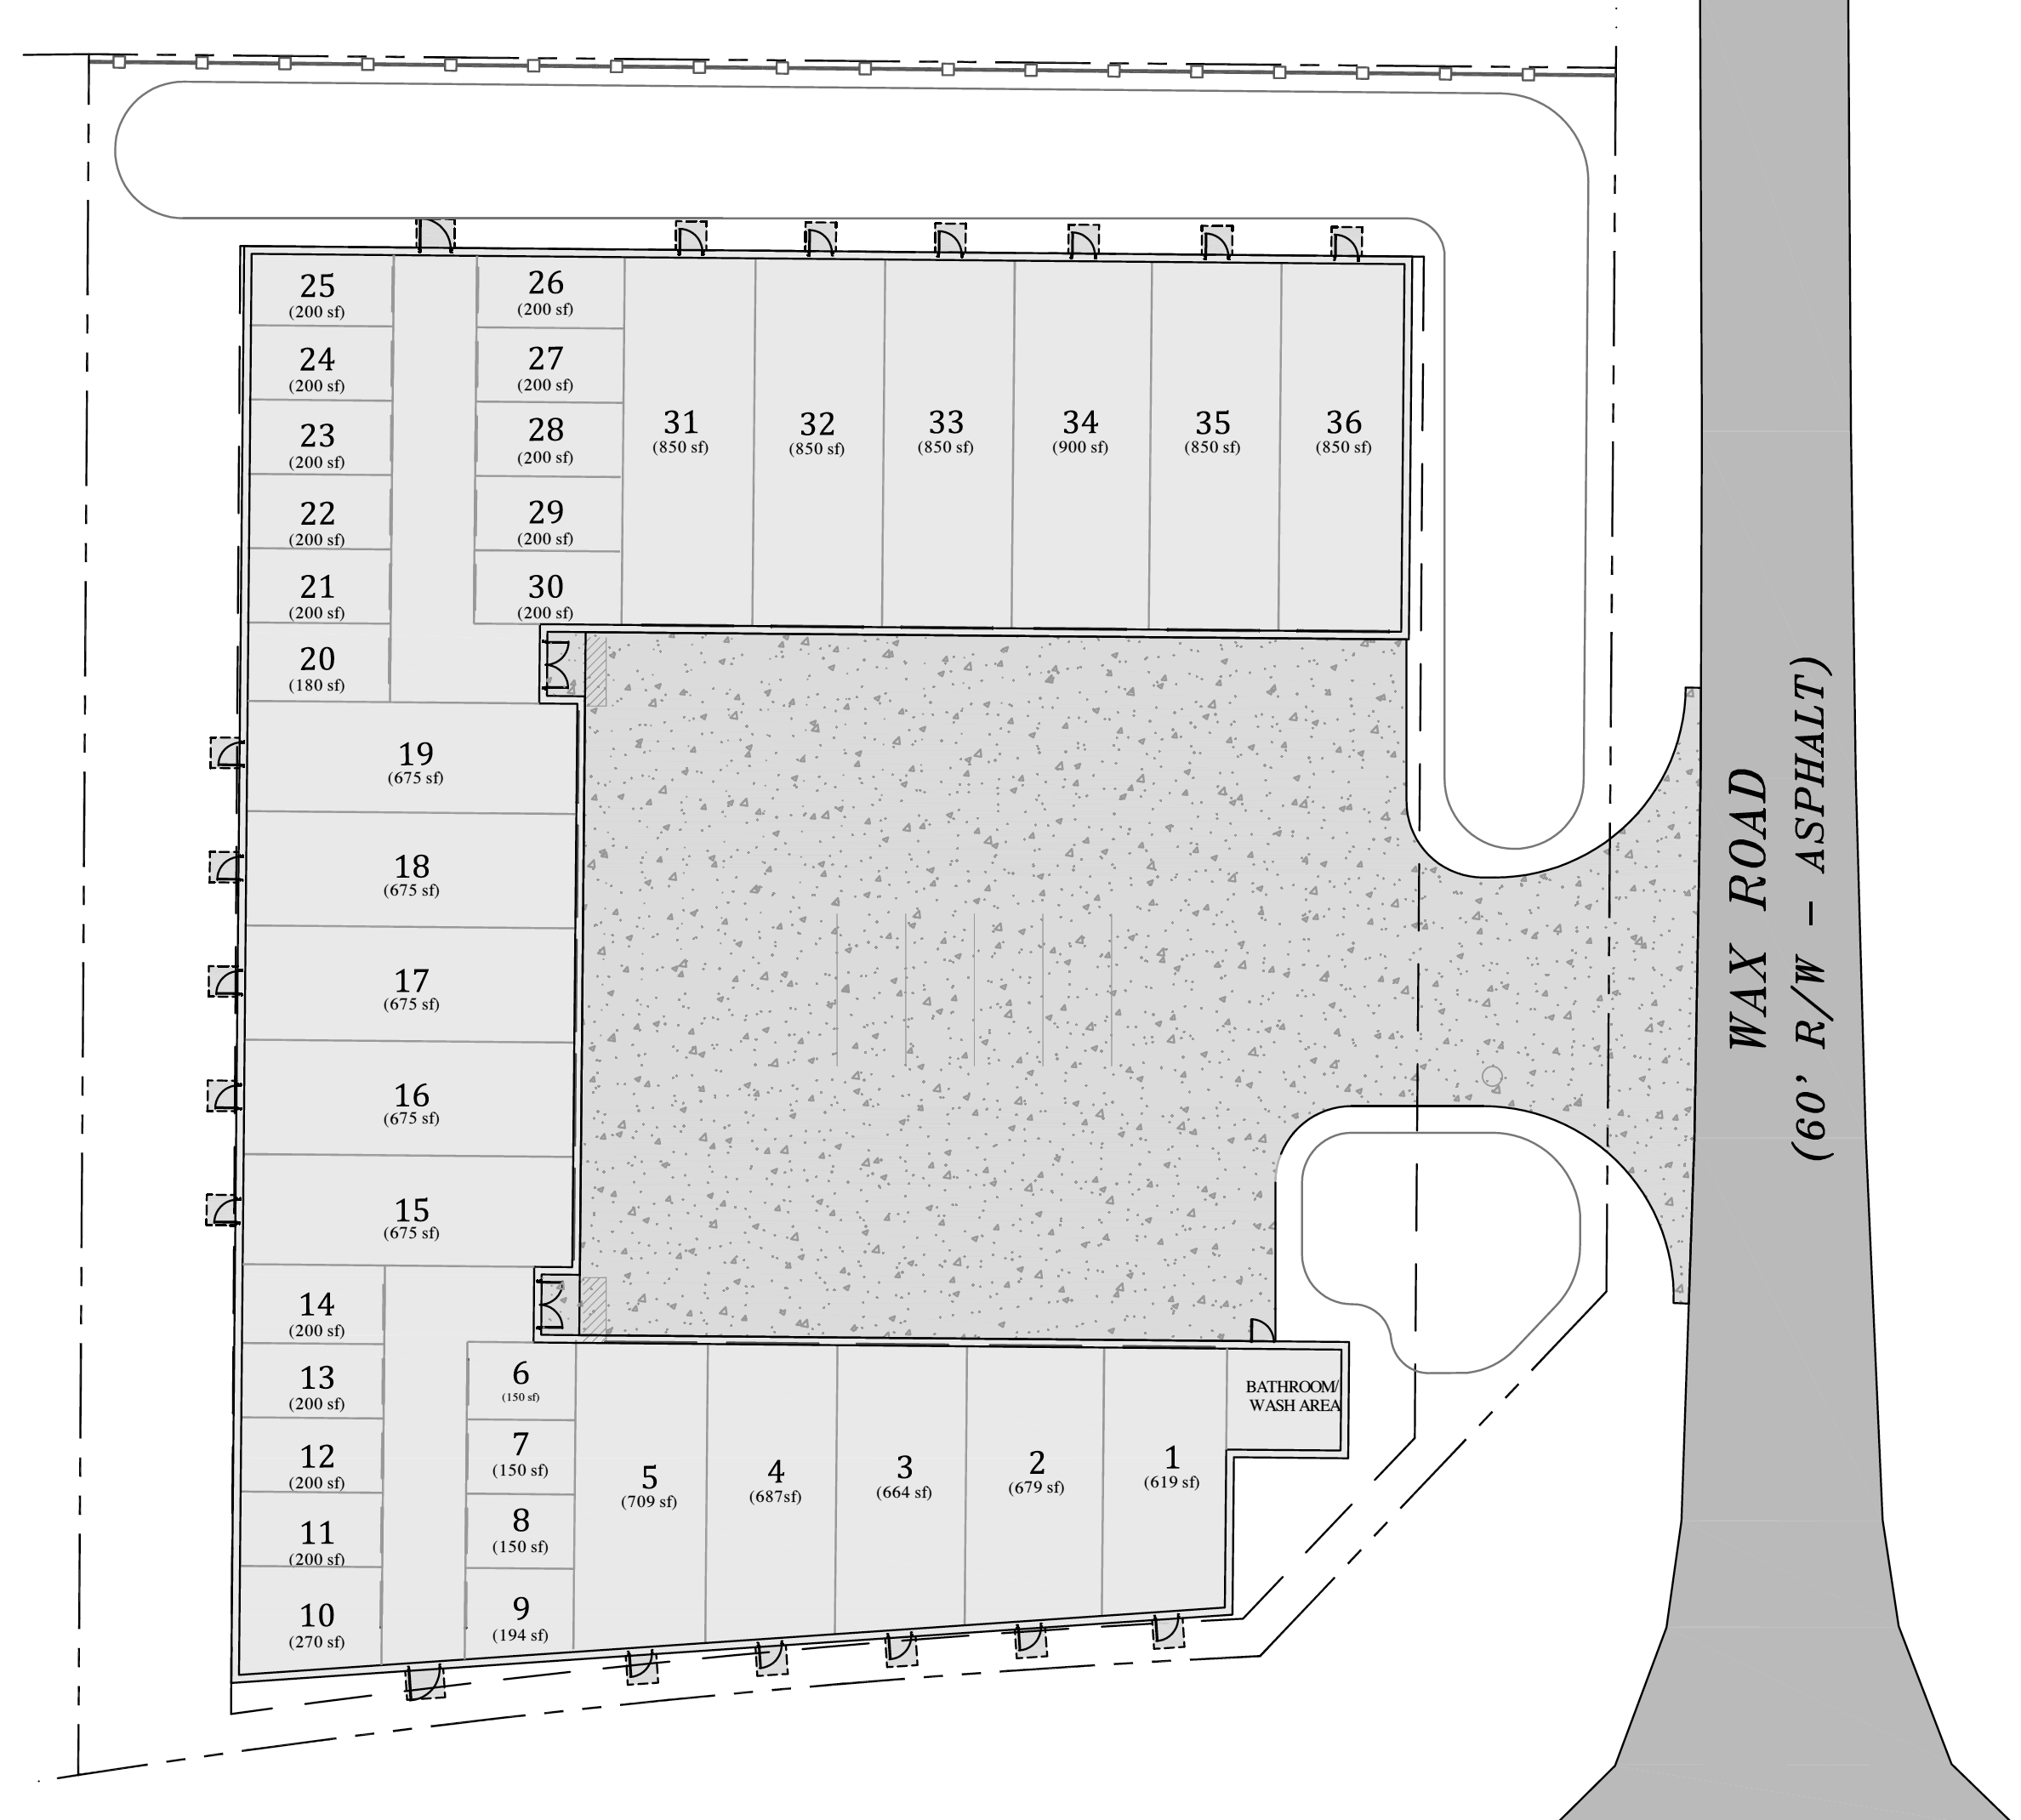 25
(200 sf)
24
(200 sf)
23
(200 sf)
22
(200 sf)
21
(200 sf)
20
(180 sf)
26
(200 sf)
27
(200 sf)
28
(200 sf)
29
(200 sf)
30
(200 sf)
31
(850 sf)
32
(850 sf)
33
(850 sf)
34
(900 sf)
35
(850 sf)
36
(850 sf)
19
(675 sf)
18
(675 sf)
17
(675 sf)
16
(675 sf)
15
(675 sf)
14
(200 sf)
13
(200 sf)
12
(200 sf)
11
(200 sf)
10
(270 sf)
6
(150 sf)
7
(150 sf)
8
(150 sf)
9
(194 sf)
5
(709 sf)
4
(687sf)
3
(664 sf)
2
(679 sf)
1
(619 sf)
BATHROOM/
WASH AREA
WAX ROAD
(60' R/W - ASPHALT)